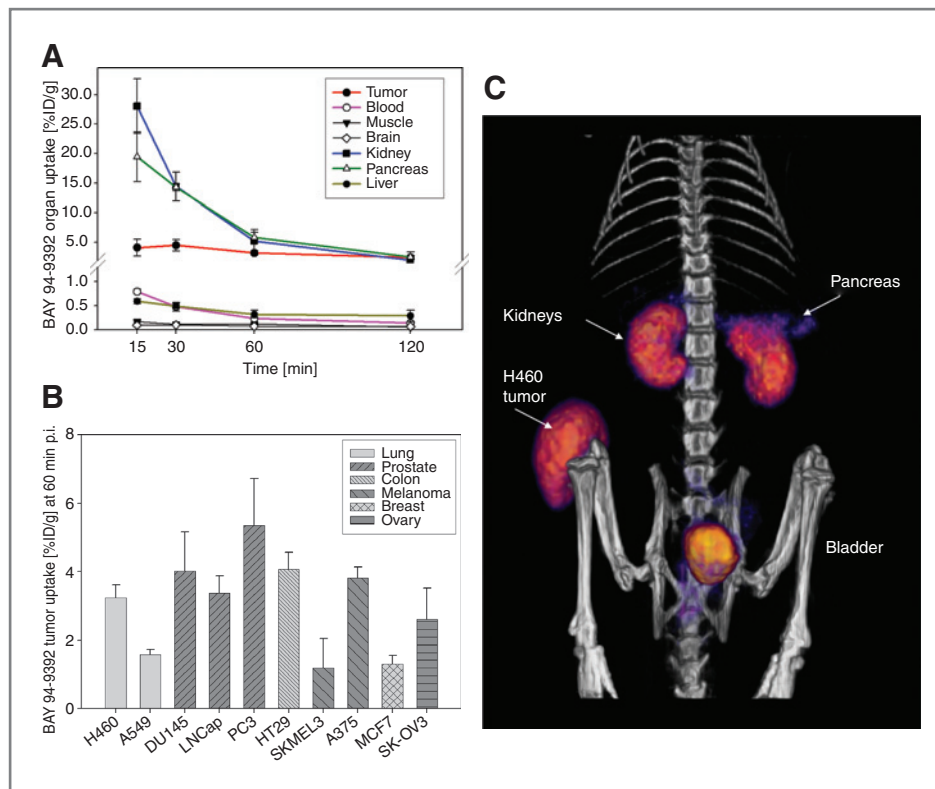 A
BAY 94-9392 organ uptake [%ID/g]
30.0
25.0
20.0
15.0
10.0
5.0
1.0
0.5
0.0
15
30
60
120
Time [min]
Tumor
Blood
Muscle
Brain
Kidney
Pancreas
Liver
B
BAY 94-9392 tumor uptake [%ID/g] at 60 min p.i.
8
6
4
2
0
Lung
Prostate
Colon
Melanoma
Breast
Ovary
H460
A549
DU145
LNCap
PC3
HT29
SKMEL3
A375
MCF7
SK-OV3
C
Pancreas
Kidneys
H460
tumor
Bladder